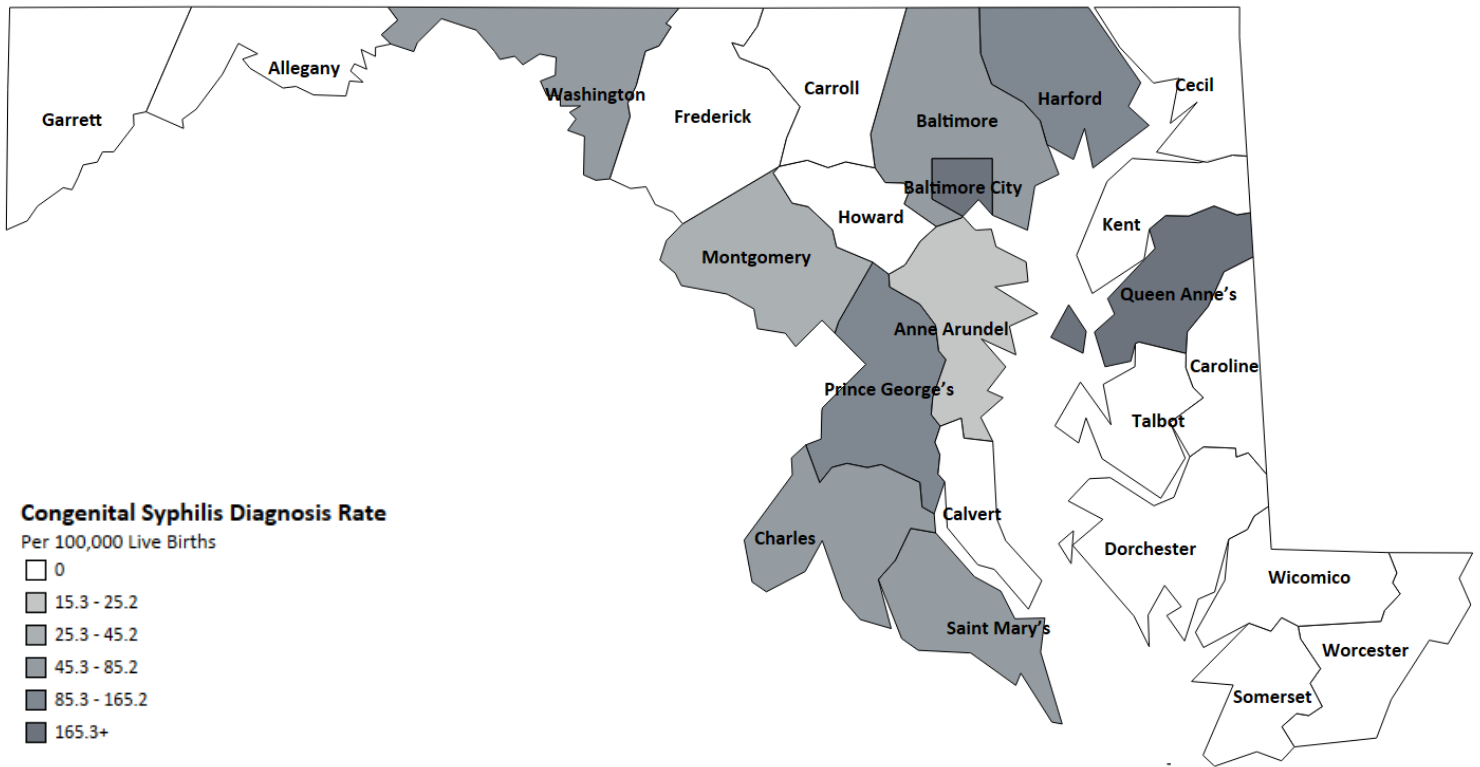 Allegany
Garrett
Washington
Frederick
Carroll
Baltimore
Harford
Cecil
Baltimore City
Howard
Kent
Montgomery
Queen Anne’s
Anne Arundel
Caroline
Prince George's
Talbot
Calvert
Charles
Dorchester
Wicomico
Saint Mary’s
Worcester
Somerset
Congenital Syphilis Diagnosis Rate
Per 100,000 Live Births
0
15.3 - 25.2
25.3 - 45.2
45.3 - 85.2
85.3 - 165.2
165.3+